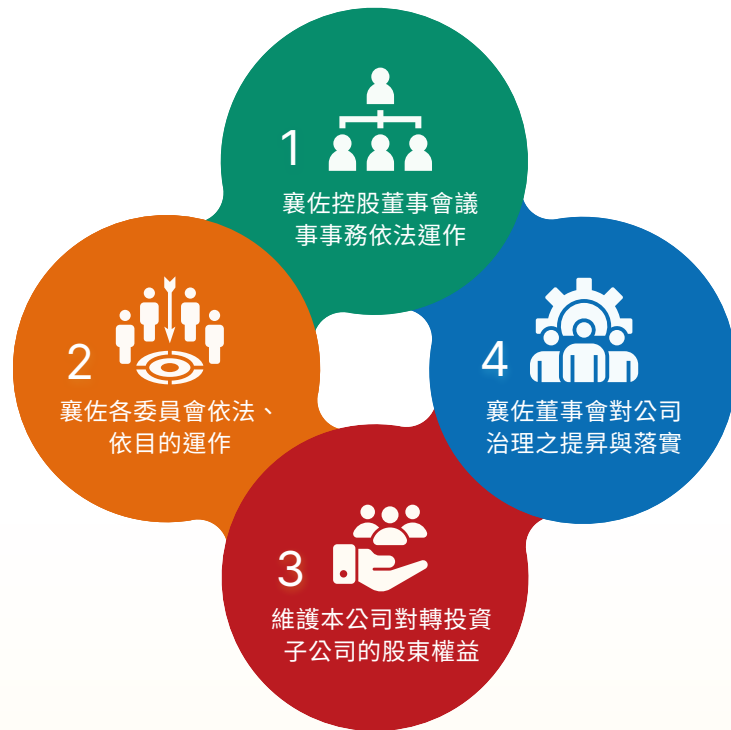 1
襄佐控股董事會議
事事務依法運作
2
襄佐各委員會依法、
依目的運作
3
維護本公司對轉投資
子公司的股東權益
4
襄佐董事會對公司
治理之提昇與落實